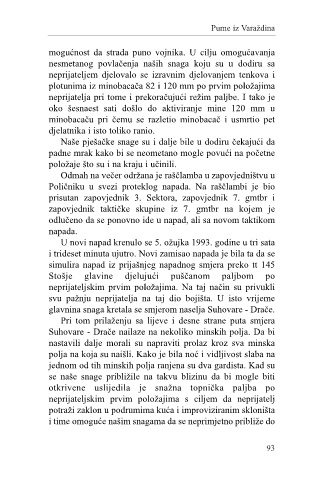 Pume iz Varaždina
mogućnost da strada puno vojnika. U cilju omogućavanja
nesmetanog povlačenja naših snaga koju su u dodiru sa
neprijateljem djelovalo se izravnim djelovanjem tenkova i
plotunima iz minobacača 82 i 120 mm po prvim položajima
neprijatelja pri tome i prekoračujući režim paljbe. I tako je
oko šesnaest sati došlo do aktiviranje mine 120 mm u
minobacaču pri čemu se razletio minobacač i usmrtio pet
djelatnika i isto toliko ranio.
Naše pješačke snage su i dalje bile u dodiru čekajući da
padne mrak kako bi se neometano mogle povući na početne
položaje što su i na kraju i učinili.
Odmah na večer održana je raščlamba u zapovjedništvu u
Poličniku u svezi proteklog napada. Na raščlambi je bio
prisutan zapovjednik 3. Sektora, zapovjednik 7. gmtbr i
zapovjednik taktičke skupine iz 7. gmtbr na kojem je
odlučeno da se ponovno ide u napad, ali sa novom taktikom
napada.
U novi napad krenulo se 5. ožujka 1993. godine u tri sata
i trideset minuta ujutro. Novi zamisao napada je bila ta da se
simulira napad iz prijašnjeg napadnog smjera preko tt 145
Stošje glavine djelujući pušćanom paljbom po
neprijateljskim prvim položajima. Na taj način su privukli
svu pažnju neprijatelja na taj dio bojišta. U isto vrijeme
glavnina snaga kretala se smjerom naselja Suhovare - Drače.
Pri tom prilaženju sa lijeve i desne strane puta smjera
Suhovare - Drače nailaze na nekoliko minskih polja. Da bi
nastavili dalje morali su napraviti prolaz kroz sva minska
polja na koja su naišli. Kako je bila noć i vidljivost slaba na
jednom od tih minskih polja ranjena su dva gardista. Kad su
se naše snage približile na takvu blizinu da bi mogle biti
otkrivene uslijedila je snažna topnička paljba po
neprijateljskim prvim položajima s ciljem da neprijatelj
potraži zaklon u podrumima kuća i improviziranim skloništa
i time omoguće našim snagama da se neprimjetno približe do
93